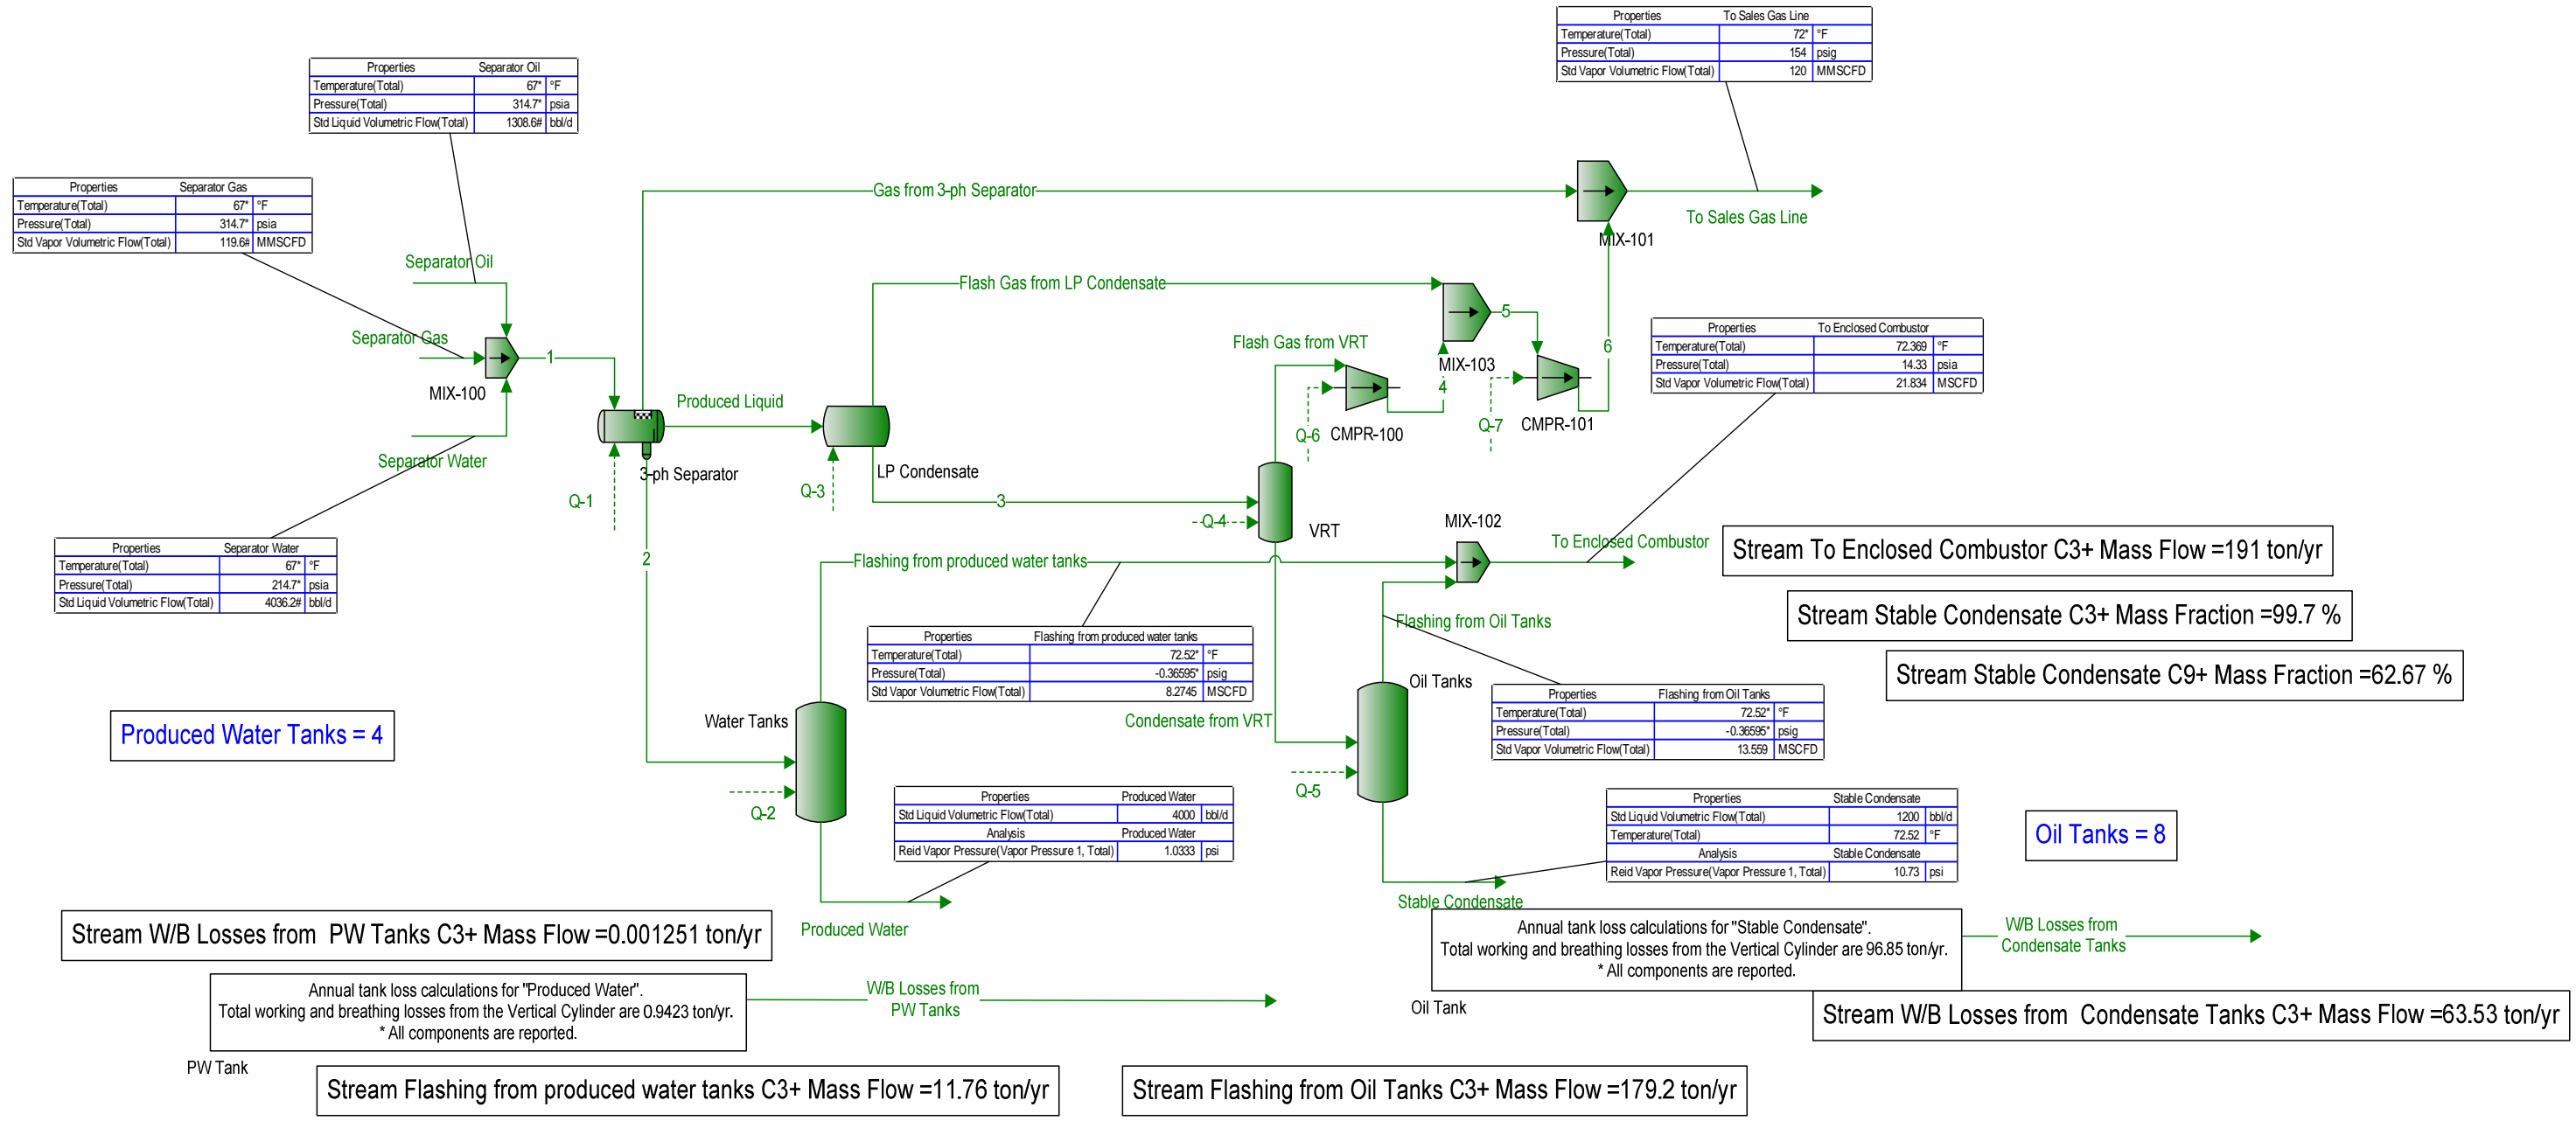 Properties To Sales Gas Line
Temperature(Total) 72* °F
Pressure(Total) 154 psig
Std Vapor Volumetric Flow(Total) 120 MMSCFD
Properties Separator Oil
Temperature(Total) 67* °F
Pressure(Total) 314.7* psia
Std Liquid Volumetric Flow(Total) 1308.6# bbl/d
Properties Separator Gas
Temperature(Total) 67* °F
Pressure(Total) 314.7* psia
Std Vapor Volumetric Flow(Total) 119.6# MMSCFD
Gas from 3-ph Separator
To Sales Gas Line
MIX-101
Separator Oil
Flash Gas from LP Condensate
5
Separator Gas
1
MIX-100
Flash Gas from VRT
MIX-103
4
6
Properties To Enclosed Combustor
Temperature(Total) 72.369 °F
Pressure(Total) 14.33 psia
Std Vapor Volumetric Flow(Total) 21.834 MSCFD
Produced Liquid
Q-6
CMPR-100
Q-7
CMPR-101
Separator Water
3-ph Separator
Q-1
LP Condensate
Q-3
3
Q-4
VRT
MIX-102
To Enclosed Combustor
Properties Separator Water
Temperature(Total) 67* °F
Pressure(Total) 214.7* psia
Std Liquid Volumetric Flow(Total) 4036.2# bbl/d
2
Flashing from produced water tanks
Stream To Enclosed Combustor C3+ Mass Flow =191 ton/yr
Stream Stable Condensate C3+ Mass Fraction =99.7 %
Stream Stable Condensate C9+ Mass Fraction =62.67 %
Flashing from Oil Tanks
Properties Flashing from produced water tanks
Temperature(Total) 72.52* °F
Pressure(Total) -0.36595* psig
Std Vapor Volumetric Flow(Total) 8.2745 MSCFD
Oil Tanks
Properties Flashing from Oil Tanks
Temperature(Total) 72.52* °F
Pressure(Total) -0.36595* psig
Std Vapor Volumetric Flow(Total) 13.559 MSCFD
Produced Water Tanks = 4
Water Tanks
Condensate from VRT
Q-2
Q-5
Properties Produced Water
Std Liquid Volumetric Flow(Total) 4000 bbl/d
Analysis Produced Water
Reid Vapor Pressure(Vapor Pressure 1, Total) 1.0333 psi
Properties Stable Condensate
Std Liquid Volumetric Flow(Total) 1200 bbl/d
Temperature(Total) 72.52 °F
Analysis Stable Condensate
Reid Vapor Pressure(Vapor Pressure 1, Total) 10.73 psi
Oil Tanks = 8
Stable Condensate
Produced Water
Stream W/B Losses from PW Tanks C3+ Mass Flow =0.001251 ton/yr
Annual tank loss calculations for "Stable Condensate".
Total working and breathing losses from the Vertical Cylinder are 96.85 ton/yr.
* All components are reported.
Oil Tank
W/B Losses from
Condensate Tanks
Annual tank loss calculations for "Produced Water".
Total working and breathing losses from the Vertical Cylinder are 0.9423 ton/yr.
* All components are reported.
PW Tank
W/B Losses from
PW Tanks
Stream W/B Losses from Condensate Tanks C3+ Mass Flow =63.53 ton/yr
Stream Flashing from produced water tanks C3+ Mass Flow =11.76 ton/yr
Stream Flashing from Oil Tanks C3+ Mass Flow =179.2 ton/yr